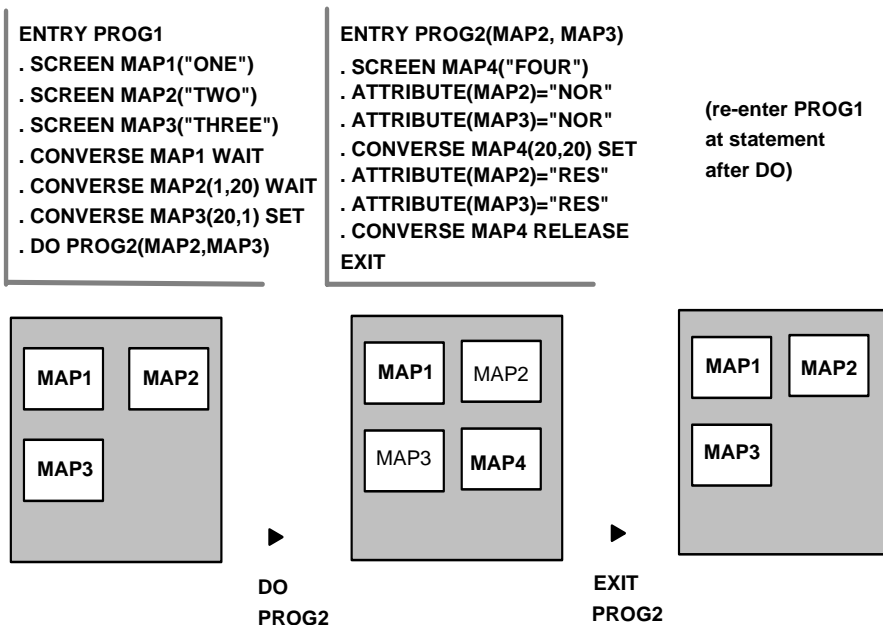 ENTRY PROG1
. SCREEN MAP1("ONE")
. SCREEN MAP2("TWO")
. SCREEN MAP3("THREE")
. CONVERSE MAP1 WAIT
. CONVERSE MAP2(1,20) WAIT
. CONVERSE MAP3(20,1) SET
. DO PROG2(MAP2,MAP3)
ENTRY PROG2(MAP2, MAP3)
. SCREEN MAP4("FOUR")
. ATTRIBUTE(MAP2)="NOR"
. ATTRIBUTE(MAP3)="NOR"
. CONVERSE MAP4(20,20) SET
. ATTRIBUTE(MAP2)="RES"
. ATTRIBUTE(MAP3)="RES"
. CONVERSE MAP4 RELEASE
EXIT
(re-enter PROG1
at statement
after DO)
MAP1 MAP2
MAP3
MAP1 MAP2
MAP3 MAP4
MAP1 MAP2
MAP3
DO
PROG2
EXIT
PROG2